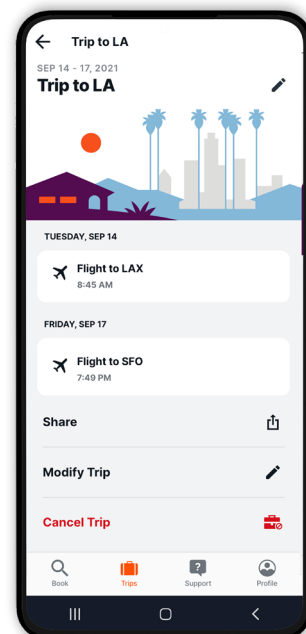 Trip to LA
SEP 14 - 17, 2021
Trip to LA
TUESDAY, SEP 14
Flight to LAX
8:45 AM
FRIDAY, SEP 17
Flight to SFO
7:49 PM
Share
Modify Trip
Cancel Trip
Book
Trips
?
Support
Profile